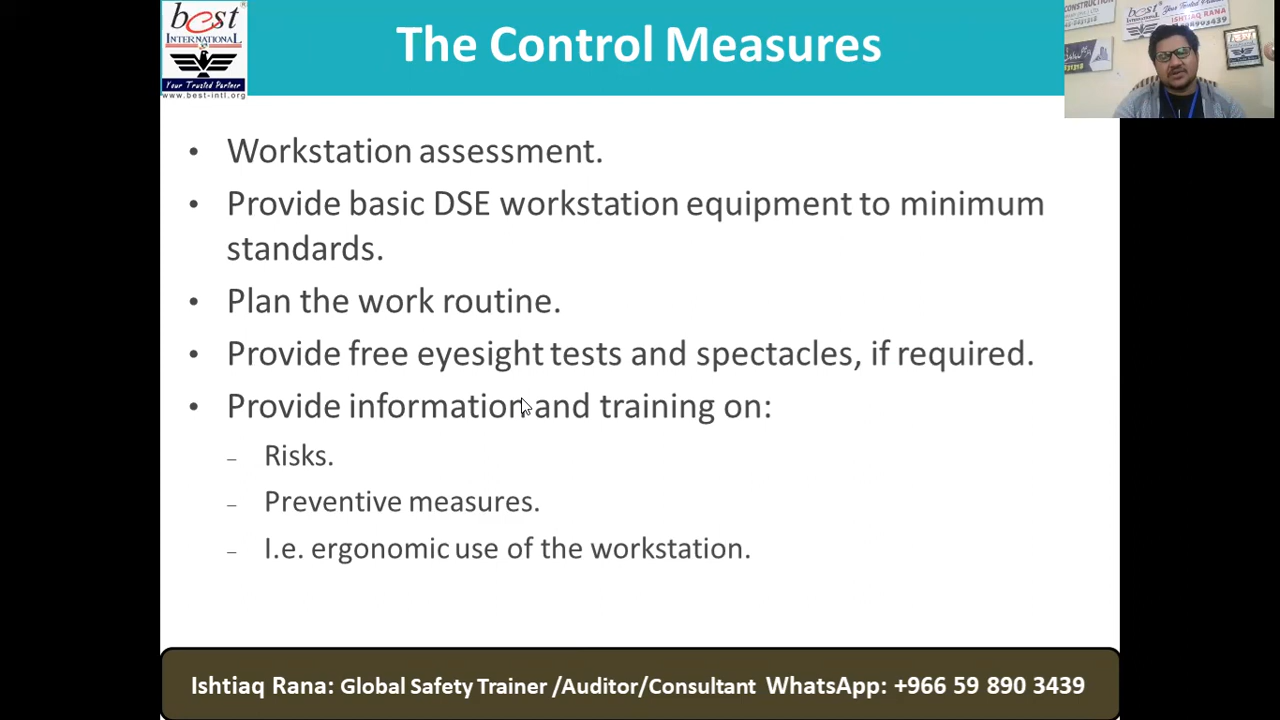 best
INTERNATIONAL
Your Trusted Partner
www.best-intl.org
The Control Measures
ISHTIAQ RANA
• Workstation assessment.
• Provide basic DSE workstation equipment to minimum
standards.
• Plan the work routine.
• Provide free eyesight tests and spectacles, if required.
• Provide information and training on:
– Risks.
– Preventive measures.
– I.e. ergonomic use of the workstation.
Ishtiaq Rana: Global Safety Trainer /Auditor/Consultant WhatsApp: +966 59 890 3439